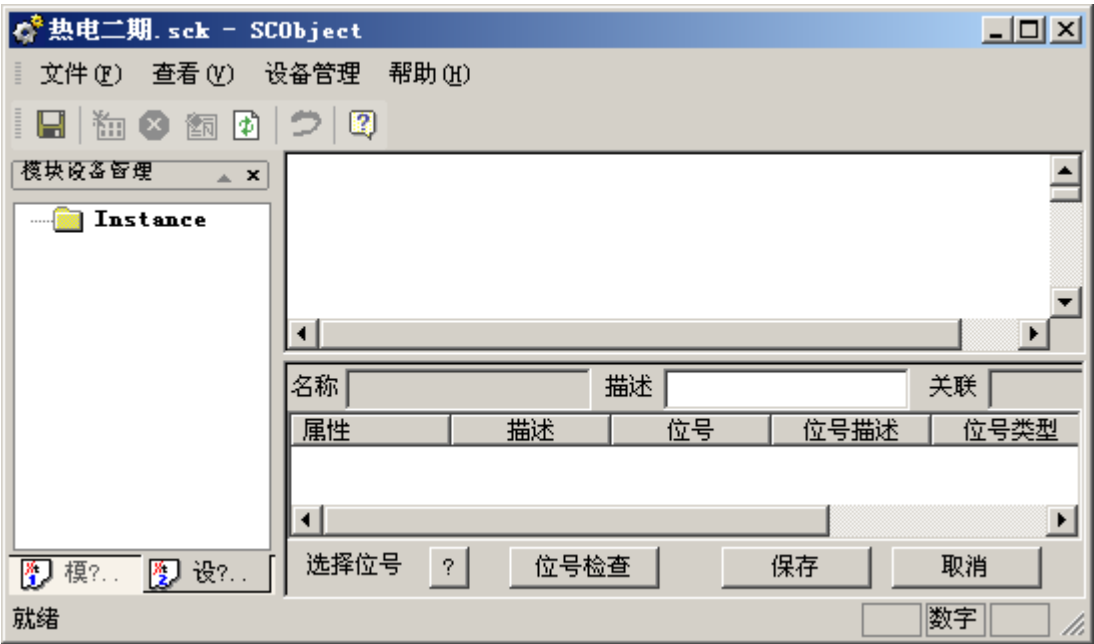 热电二期.sck - SCObject
文件(F) 查看(V) 设备管理 帮助(H)
模块设备管理
Instance
名称 描述 关联
属性 描述 位号 位号描述 位号类型
选择位号 ? 位号检查 保存 取消
模?.. 设?..
就绪 数字